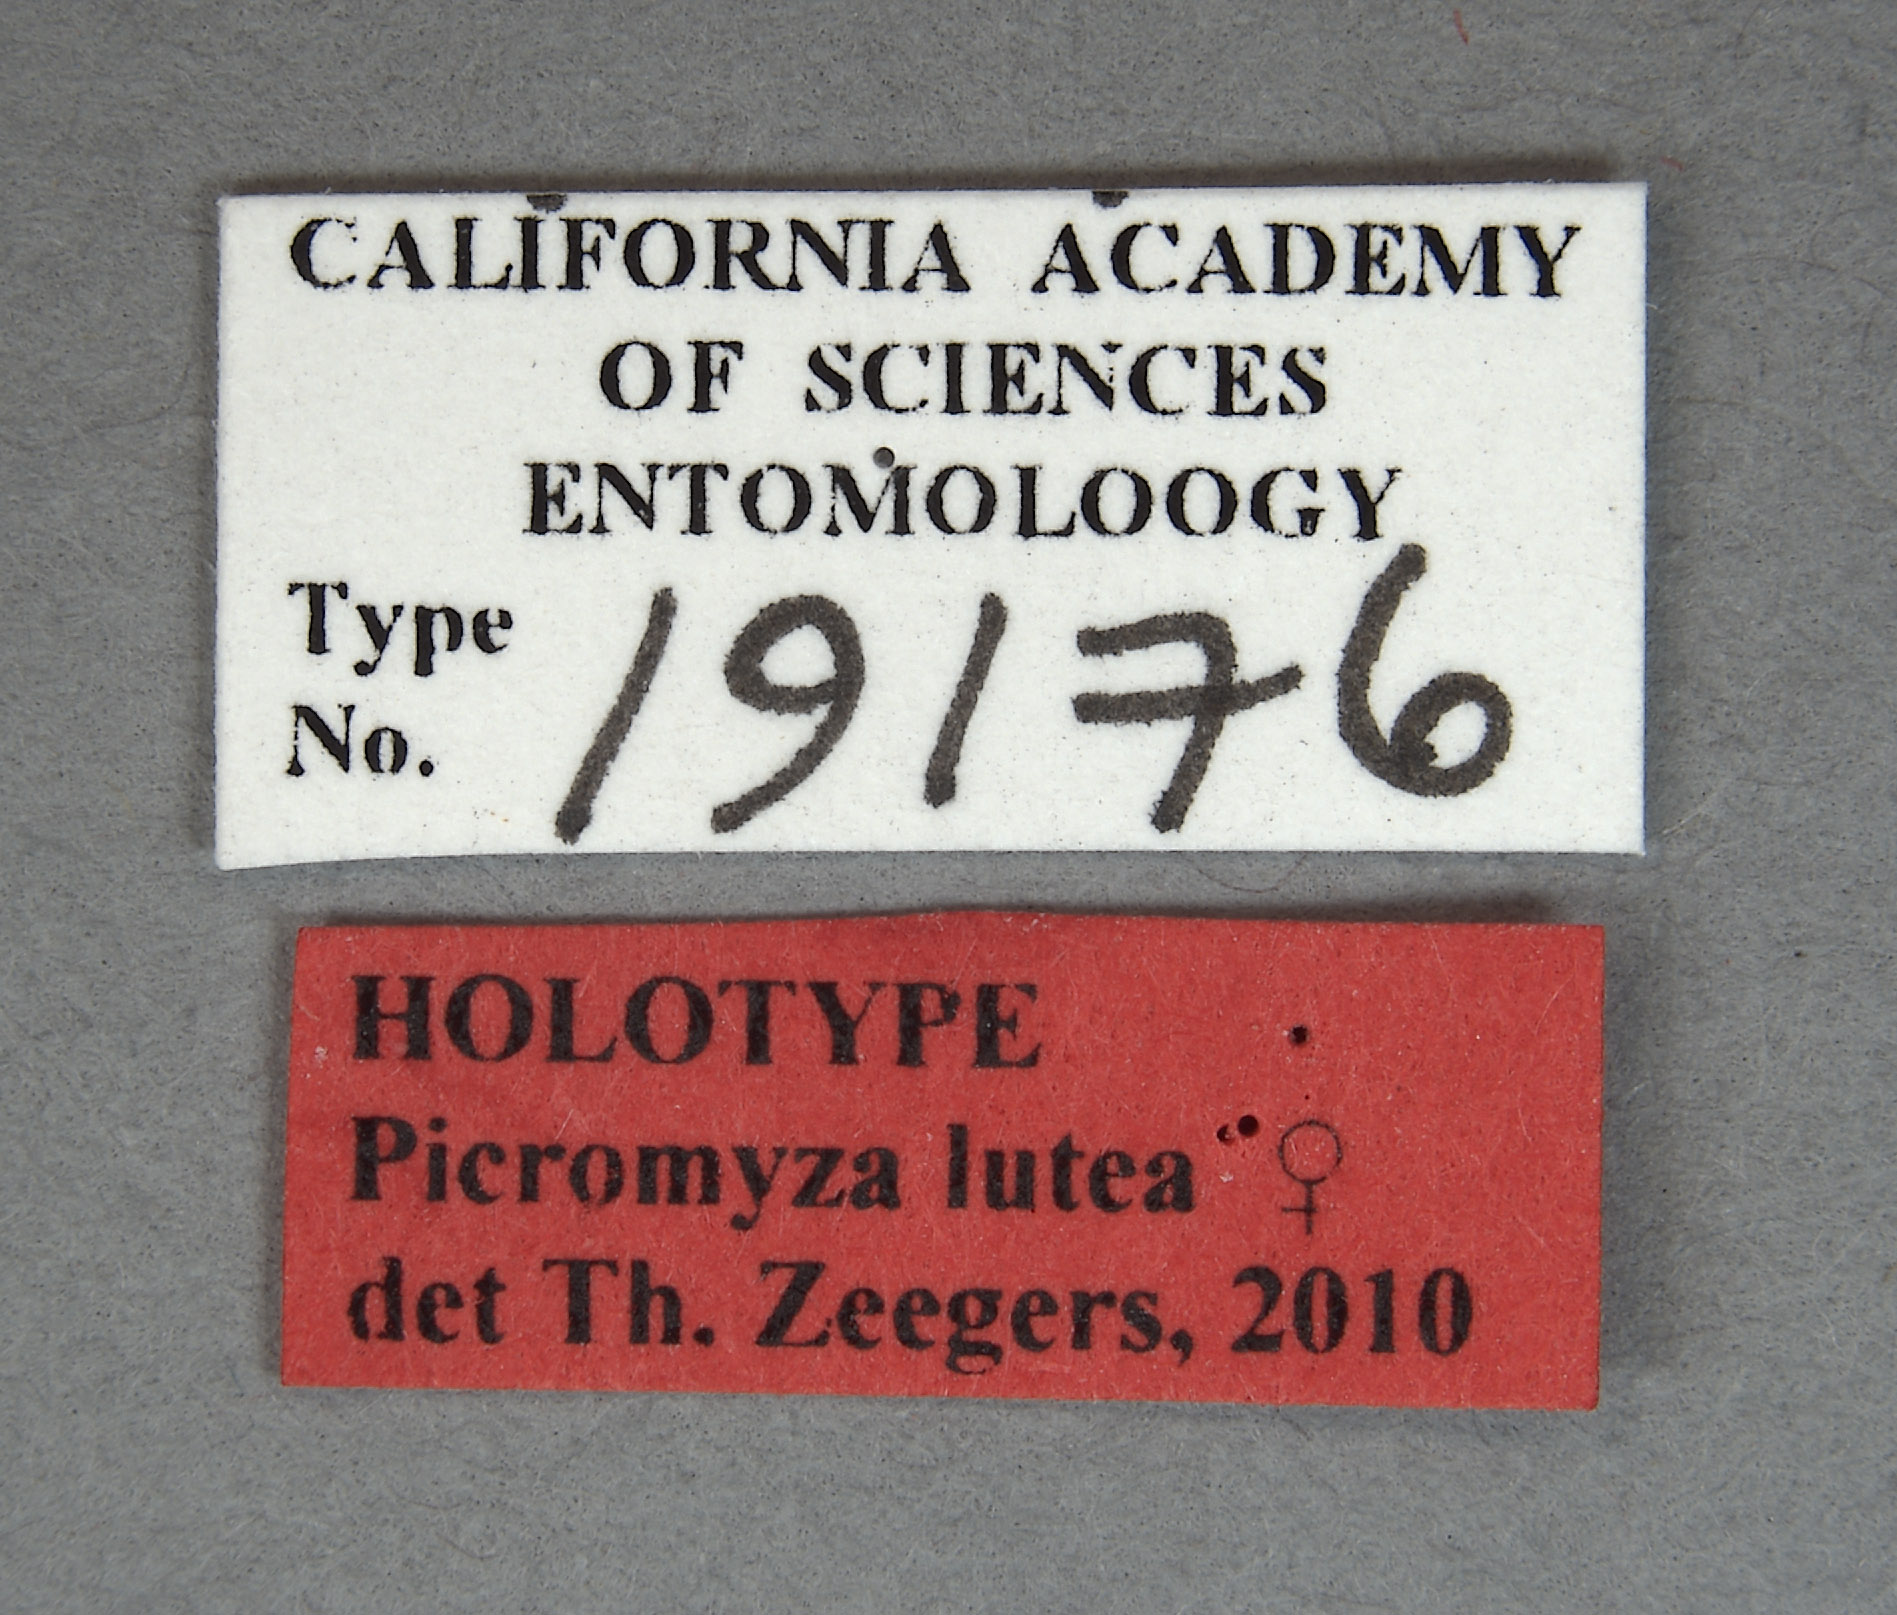 CALIFORNIA ACADEMY
OF SCIENCES
ENTOMOLOOGY
Type
No. 19176
HOLOTYPE
Picromyza lutea ♀
det Th. Zeegers, 2010